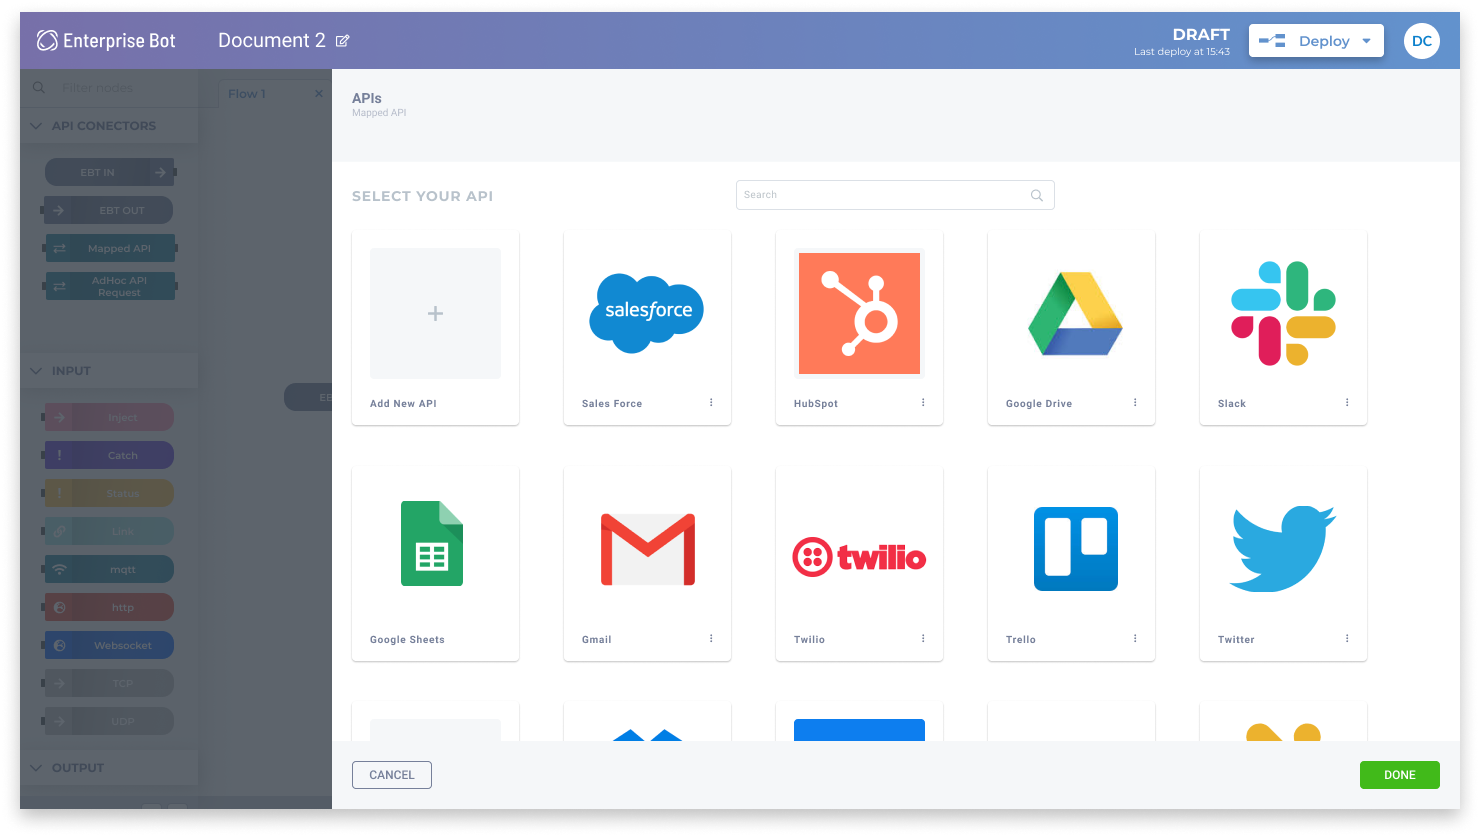 Enterprise Bot
Document 2
DRAFT
Last deploy at 15:43
Deploy
DC
Filter nodes
Flow 1
API CONECTORS
EBT IN
EBT OUT
Mapped API
AdHoc API
Request
INPUT
Inject
Catch
Status
Link
mqtt
http
Websocket
TCP
UDP
OUTPUT
EB
APIs
Mapped API
SELECT YOUR API
Search
salesforce
Add New API
Sales Force
HubSpot
Google Drive
Slack
twilio
Google Sheets
Gmail
Twilio
Trello
Twitter
CANCEL
DONE